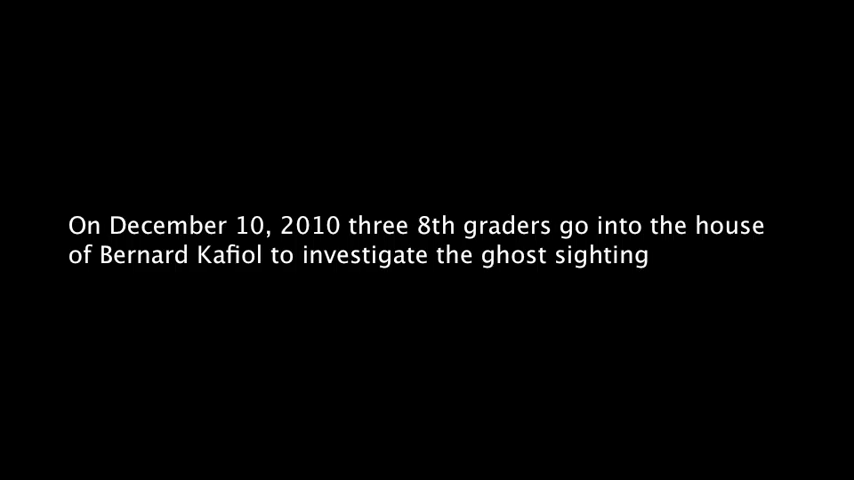 On December 10, 2010 three 8th graders go into the house
of Bernard Kafiol to investigate the ghost sighting